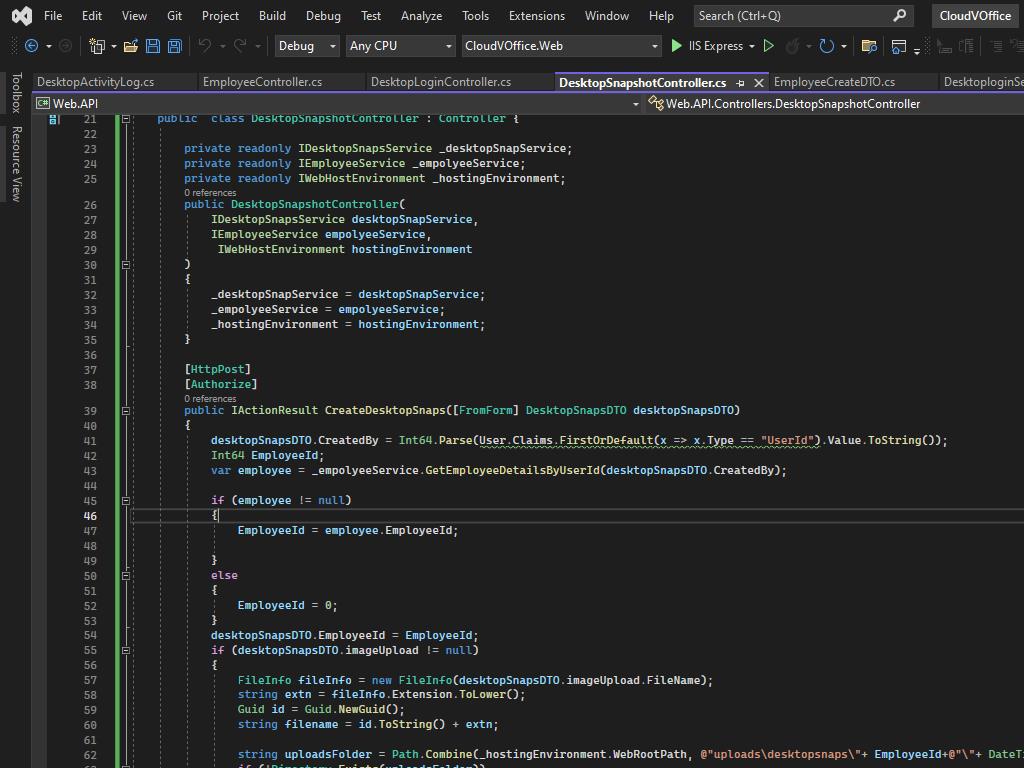 File Edit View Git Project Build Debug Test Analyze Tools Extensions Window Help Search (Ctrl+Q) CloudVOffice
Debug Any CPU CloudVOffice.Web IIS Express
Toolbox
Resource View
DesktopActivityLog.cs EmployeeController.cs DesktopLoginController.cs DesktopSnapshotController.cs EmployeeCreateDTO.cs DesktoploginSe
C# Web.API Web.API.Controllers.DesktopSnapshotController
21 public class DesktopSnapshotController : Controller {
22
23 private readonly IDesktopSnapsService _desktopSnapService;
24 private readonly IEmployeeService _empolyeeService;
25 private readonly IWebHostEnvironment _hostingEnvironment;
0 references
26 public DesktopSnapshotController(
27 IDesktopSnapsService desktopSnapService,
28 IEmployeeService empolyeeService,
29 IWebHostEnvironment hostingEnvironment
30 )
31 {
32 _desktopSnapService = desktopSnapService;
33 _empolyeeService = empolyeeService;
34 _hostingEnvironment = hostingEnvironment;
35 }
36
37 [HttpPost]
38 [Authorize]
0 references
39 public IActionResult CreateDesktopSnaps([FromForm] DesktopSnapsDTO desktopSnapsDTO)
40 {
41 desktopSnapsDTO.CreatedBy = Int64.Parse(User.Claims.FirstOrDefault(x => x.Type == "UserId").Value.ToString());
42 Int64 EmployeeId;
43 var employee = _empolyeeService.GetEmployeeDetailsByUserId(desktopSnapsDTO.CreatedBy);
44
45 if (employee != null)
46 {
47 EmployeeId = employee.EmployeeId;
48
49 }
50 else
51 {
52 EmployeeId = 0;
53 }
54 desktopSnapsDTO.EmployeeId = EmployeeId;
55 if (desktopSnapsDTO.imageUpload != null)
56 {
57 FileInfo fileInfo = new FileInfo(desktopSnapsDTO.imageUpload.FileName);
58 string extn = fileInfo.Extension.ToLower();
59 Guid id = Guid.NewGuid();
60 string filename = id.ToString() + extn;
61
62 string uploadsFolder = Path.Combine(_hostingEnvironment.WebRootPath, @"uploads\desktopsnaps\"+ EmployeeId+@"\"+ DateT
63 if (!Directory.Exists(uploadsFolder))